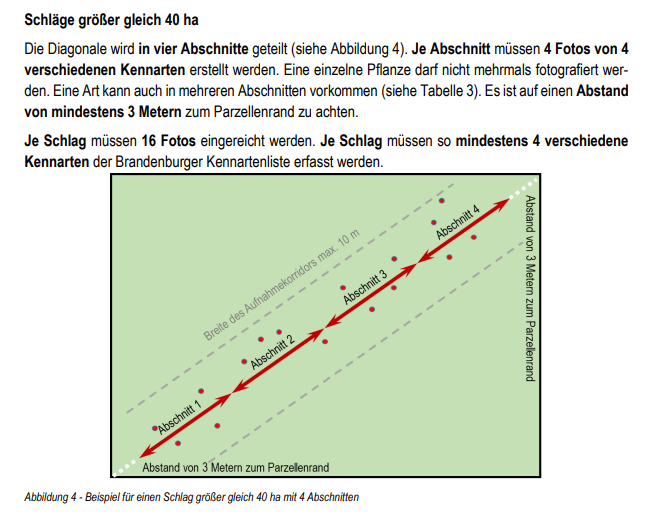 Schläge größer gleich 40 ha
Die Diagonale wird in vier Abschnitte geteilt (siehe Abbildung 4). Je Abschnitt müssen 4 Fotos von 4
verschiedenen Kennarten erstellt werden. Eine einzelne Pflanze darf nicht mehrmals fotografiert wer-
den. Eine Art kann auch in mehreren Abschnitten vorkommen (siehe Tabelle 3). Es ist auf einen Abstand
von mindestens 3 Metern zum Parzellenrand zu achten.
Je Schlag müssen 16 Fotos eingereicht werden. Je Schlag müssen so mindestens 4 verschiedene
Kennarten der Brandenburger Kennartenliste erfasst werden.
Breite des Aufnahmekorridors max. 10 m
Abschnitt 4
Abschnitt 3
Abschnitt 2
Abschnitt 1
Abstand von 3 Metern zum Parzellenrand
Abstand von 3 Metern zum Parzellenrand
Abbildung 4 - Beispiel für einen Schlag größer gleich 40 ha mit 4 Abschnitten